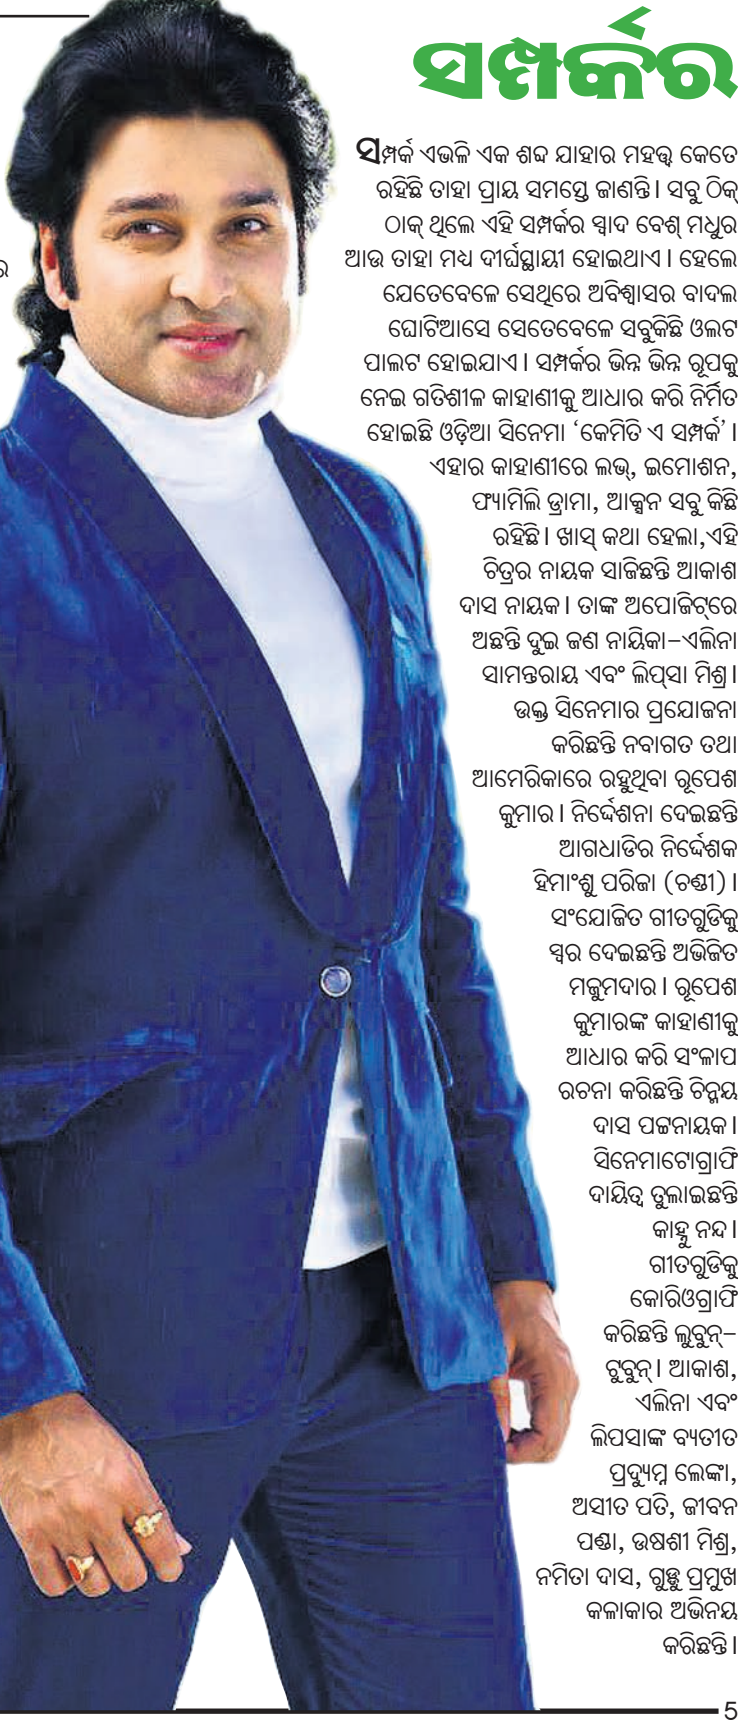 ସମ୍ପର୍କର
ସମ୍ପର୍କ ଏଭଳି ଏକ ଶବ୍ଦ ଯାହାର ମହତ୍ତ୍ୱ କେତେ
ରହିଛି ତାହା ପ୍ରାୟ ସମସ୍ତେ ଜାଣନ୍ତି। ସବୁ ଠିକ୍
ଠାକ୍ ଥିଲେ ଏହି ସମ୍ପର୍କର ସ୍ୱାଦ ବେଶ୍ ମଧୁର
ଆଉ ତାହା ମଧ୍ୟ ଦୀର୍ଘସ୍ଥାୟୀ ହୋଇଥାଏ। ହେଲେ
ର
ଯେତେବେଳେ ସେଥିରେ ଅବିଶ୍ୱାସର ବାଦଲ
ଘୋଟିଆସେ ସେତେବେଳେ ସବୁକିଛି ଓଲଟ
ପାଲଟ ହୋଇଯାଏ। ସମ୍ପର୍କର ଭିନ୍ନ ଭିନ୍ନ ରୂପକୁ
ନେଇ ଗତିଶୀଳ କାହାଣୀକୁ ଆଧାର କରି ନିର୍ମିତ
ହୋଇଛି ଓଡ଼ିଆ ସିନେମା ‘କେମିତି ଏ ସମ୍ପର୍କ’।
ଏହାର କାହାଣୀରେ ଲଭ୍, ଇମୋଶନ,
ଫ୍ୟାମିଲି ଡ୍ରାମା, ଆକ୍ସନ ସବୁ କିଛି
ରହିଛି। ଖାସ୍ କଥା ହେଲା,ଏହି
ଚିତ୍ରର ନାୟକ ସାଜିଛନ୍ତି ଆକାଶ
ଦାସ ନାୟକ। ତାଙ୍କ ଅପୋଜିଟ୍‌ରେ
ଅଛନ୍ତି ଦୁଇ ଜଣ ନାୟିକା–ଏଲିନା
ସାମନ୍ତରାୟ ଏବଂ ଲିପ୍‌ସା ମିଶ୍ର।
ଉକ୍ତ ସିନେମାର ପ୍ରଯୋଜନା
କରିଛନ୍ତି ନବାଗତ ତଥା
ଆମେରିକାରେ ରହୁଥିବା ରୂପେଶ
କୁମାର। ନିର୍ଦ୍ଦେଶନା ଦେଇଛନ୍ତି
ଆଗଧାଡିର ନିର୍ଦ୍ଦେଶକ
ହିମାଂଶୁ ପରିଜା (ଚଣ୍ଡୀ)।
ସଂଯୋଜିତ ଗୀତଗୁଡିକୁ
ସ୍ୱର ଦେଇଛନ୍ତି ଅଭିଜିତ
ମଜୁମଦାର। ରୂପେଶ
କୁମାରଙ୍କ କାହାଣୀକୁ
ଆଧାର କରି ସଂଳାପ
ରଚନା କରିଛନ୍ତି ଚିନ୍ମୟ
ଦାସ ପଟ୍ଟନାୟକ।
ସିନେମାଟୋଗ୍ରାଫି
ଦାୟିତ୍ୱ ତୁଲାଇଛନ୍ତି
କାହ୍ନୁ ନନ୍ଦ।
ଗୀତଗୁଡିକୁ
କୋରିଓଗ୍ରାଫି
କରିଛନ୍ତି ଲୁବୁନ୍–
ଟୁବୁନ୍। ଆକାଶ,
ଏଲିନା ଏବଂ
ଲିପସାଙ୍କ ବ୍ୟତୀତ
ପ୍ରଦ୍ୟୁମ୍ନ ଲେଙ୍କା,
ଅସୀତ ପତି, ଜୀବନ
ପଣ୍ଡା, ଉଷଶୀ ମିଶ୍ର,
ନମିତା ଦାସ, ଗୁଡ୍ଡୁ ପ୍ରମୁଖ
କଳାକାର ଅଭିନୟ
କରିଛନ୍ତି।
5